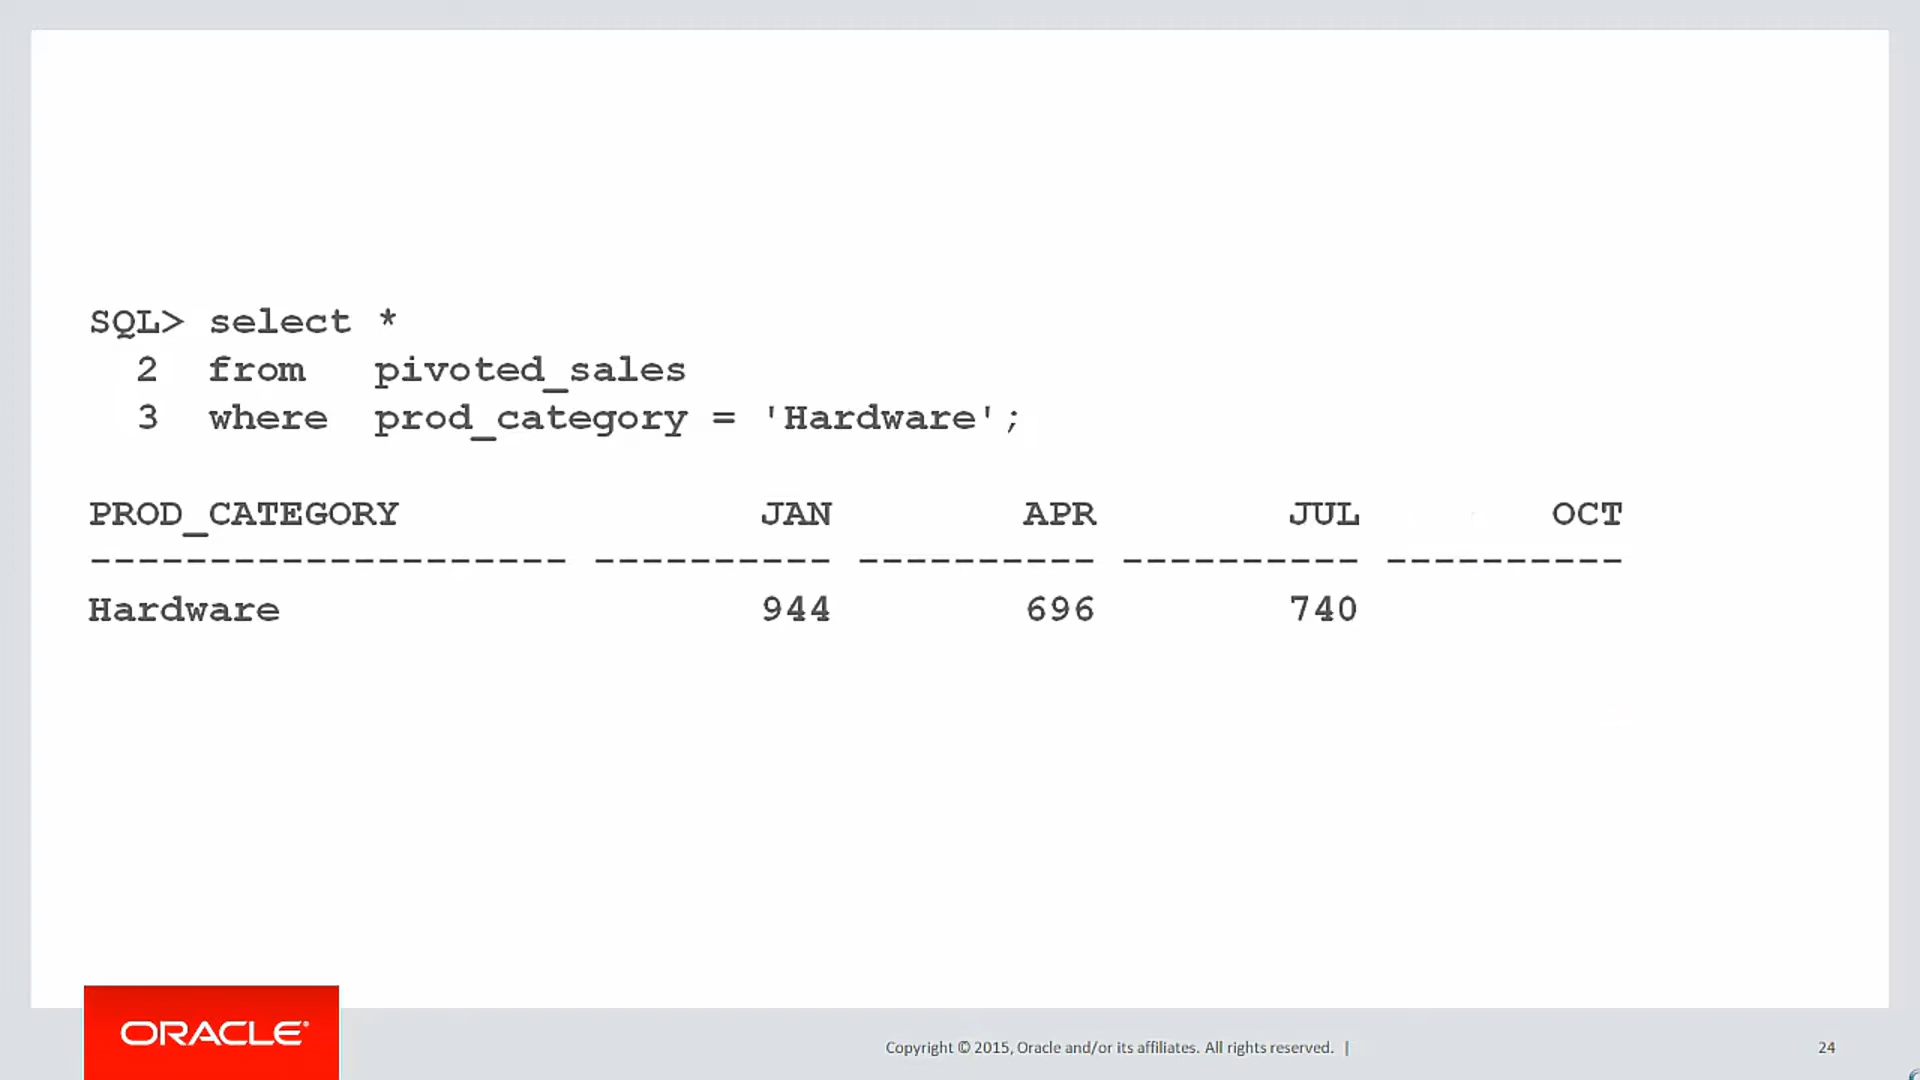 SQL> select *
  2  from   pivoted_sales
  3  where  prod_category = 'Hardware';
PROD_CATEGORY               JAN        APR        JUL        OCT
-------------------- ---------- ---------- ---------- ----------
Hardware                    944        696        740
ORACLE®
Copyright © 2015, Oracle and/or its affiliates. All rights reserved. |
24